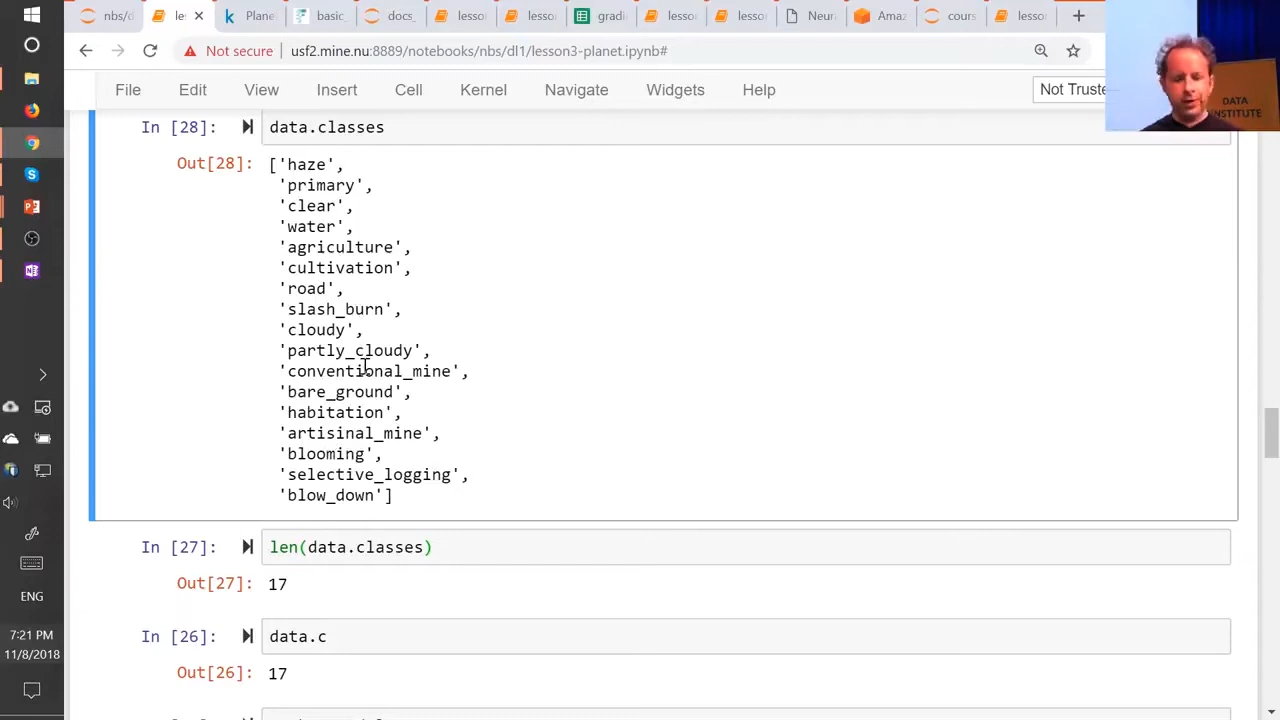 nbs/d
le
Plane
basic_
docs_
lesso
lesso
gradi
lesso
lesso
Neur
Amaz
cours
lesso
Not secure
usf2.mine.nu:8889/notebooks/nbs/dl1/lesson3-planet.ipynb#
File Edit View Insert Cell Kernel Navigate Widgets Help
Not Truste
DATA
INSTITUTE
In [28]: data.classes
Out[28]: ['haze',
'primary',
'clear',
'water',
'agriculture',
'cultivation',
'road',
'slash_burn',
'cloudy',
'partly_cloudy',
'conventional_mine',
'bare_ground',
'habitation',
'artisinal_mine',
'blooming',
'selective_logging',
'blow_down']
In [27]: len(data.classes)
Out[27]: 17
In [26]: data.c
Out[26]: 17
ENG
7:21 PM
11/8/2018